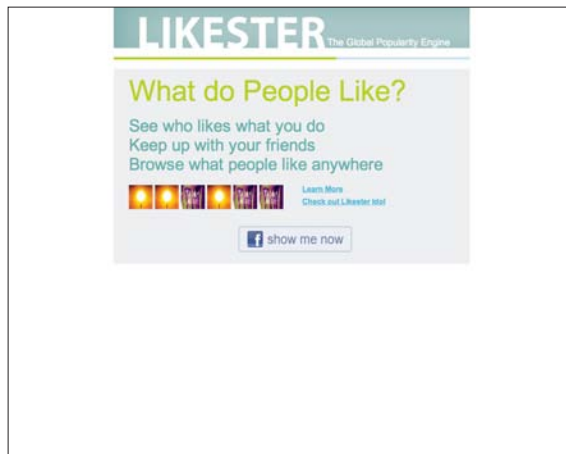 LIKESTER The Global Popularity Engine
What do People Like?
See who likes what you do
Keep up with your friends
Browse what people like anywhere
Learn More
Check out Likester Idol
f show me now